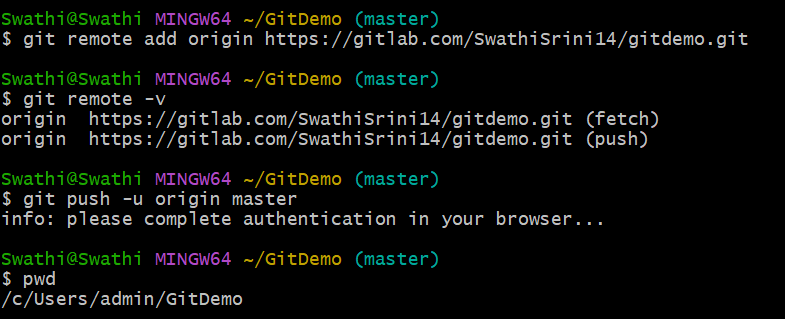 Swathi@Swathi MINGW64 ~/GitDemo (master)
$ git remote add origin https://gitlab.com/SwathiSrini14/gitdemo.git
Swathi@Swathi MINGW64 ~/GitDemo (master)
$ git remote -v
origin  https://gitlab.com/SwathiSrini14/gitdemo.git (fetch)
origin  https://gitlab.com/SwathiSrini14/gitdemo.git (push)
Swathi@Swathi MINGW64 ~/GitDemo (master)
$ git push -u origin master
info: please complete authentication in your browser...
Swathi@Swathi MINGW64 ~/GitDemo (master)
$ pwd
/c/Users/admin/GitDemo